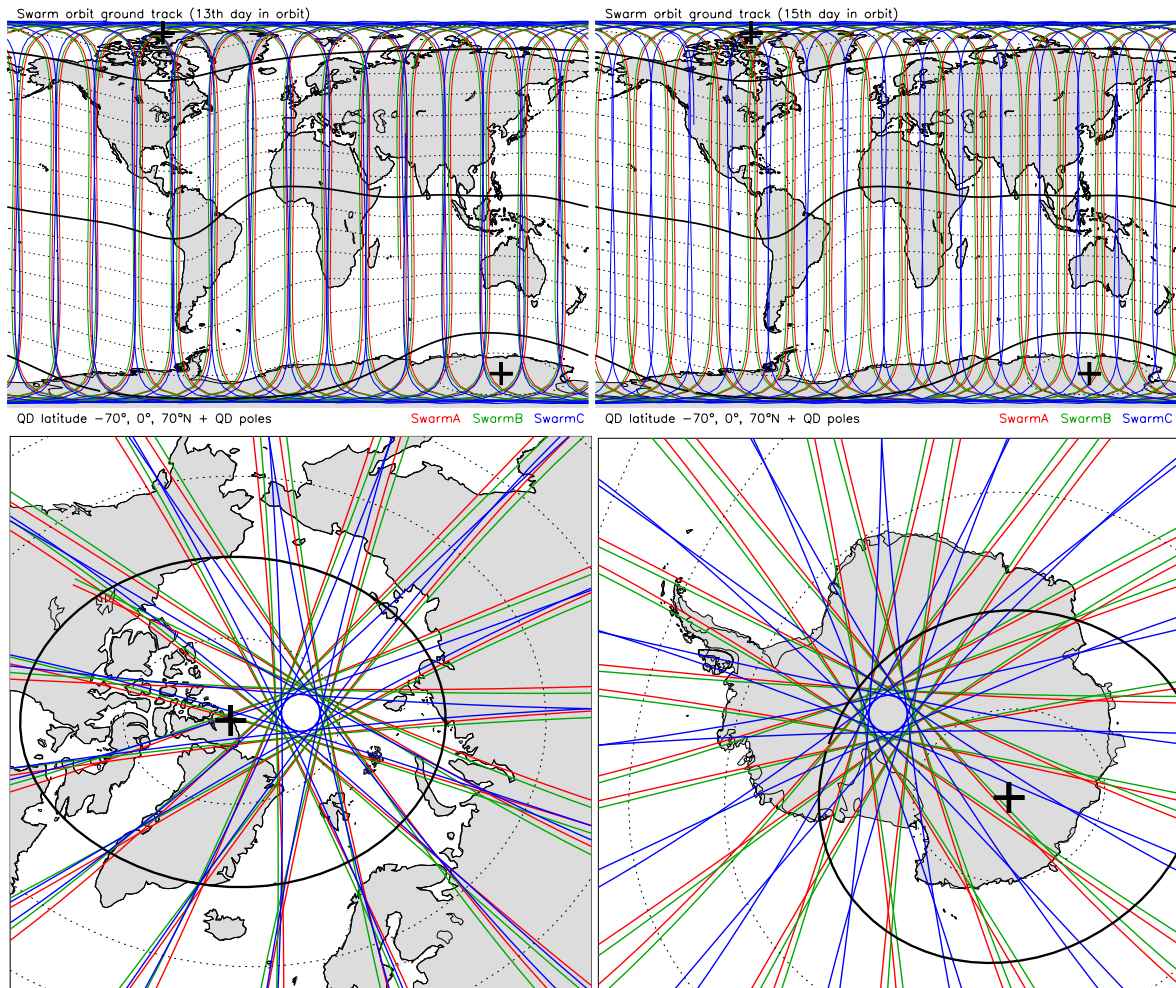 Swarm orbit ground track (13th day in orbit)
Swarm orbit ground track (15th day in orbit)
QD latitude −70°, 0°, 70°N + QD poles SwarmA SwarmB SwarmC
QD latitude −70°, 0°, 70°N + QD poles SwarmA SwarmB SwarmC